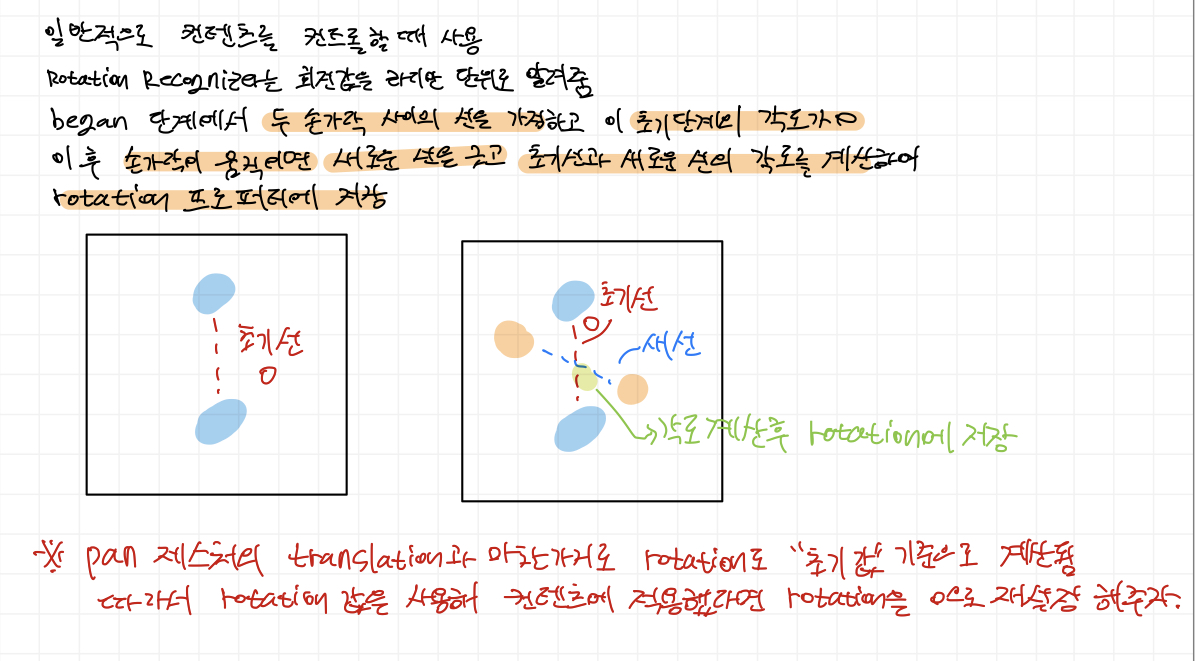 일반적으로 컨텐츠를 컨트롤할때 사용
Rotation Recognizer는 회전값을 라디안 단위로 알려줌
began 단계에서 두 손가락 사이의 선을 가정하고 이 초기단계의 각도가 0
이후 손가락이 움직이면 새로운 선을 긋고 초기선과 새로운 선의 각도를 계산하여
rotation 프로퍼티에 저장
초기선
0
초기선
0
새선
각도 계산후 rotation에 저장
※ pan 제스처의 translation과 마찬가지로 rotation도 "초기값" 기준으로 계산됨
따라서 rotation 값을 사용해 컨텐츠에 적용했다면 rotation을 0으로 재설정 해주자.